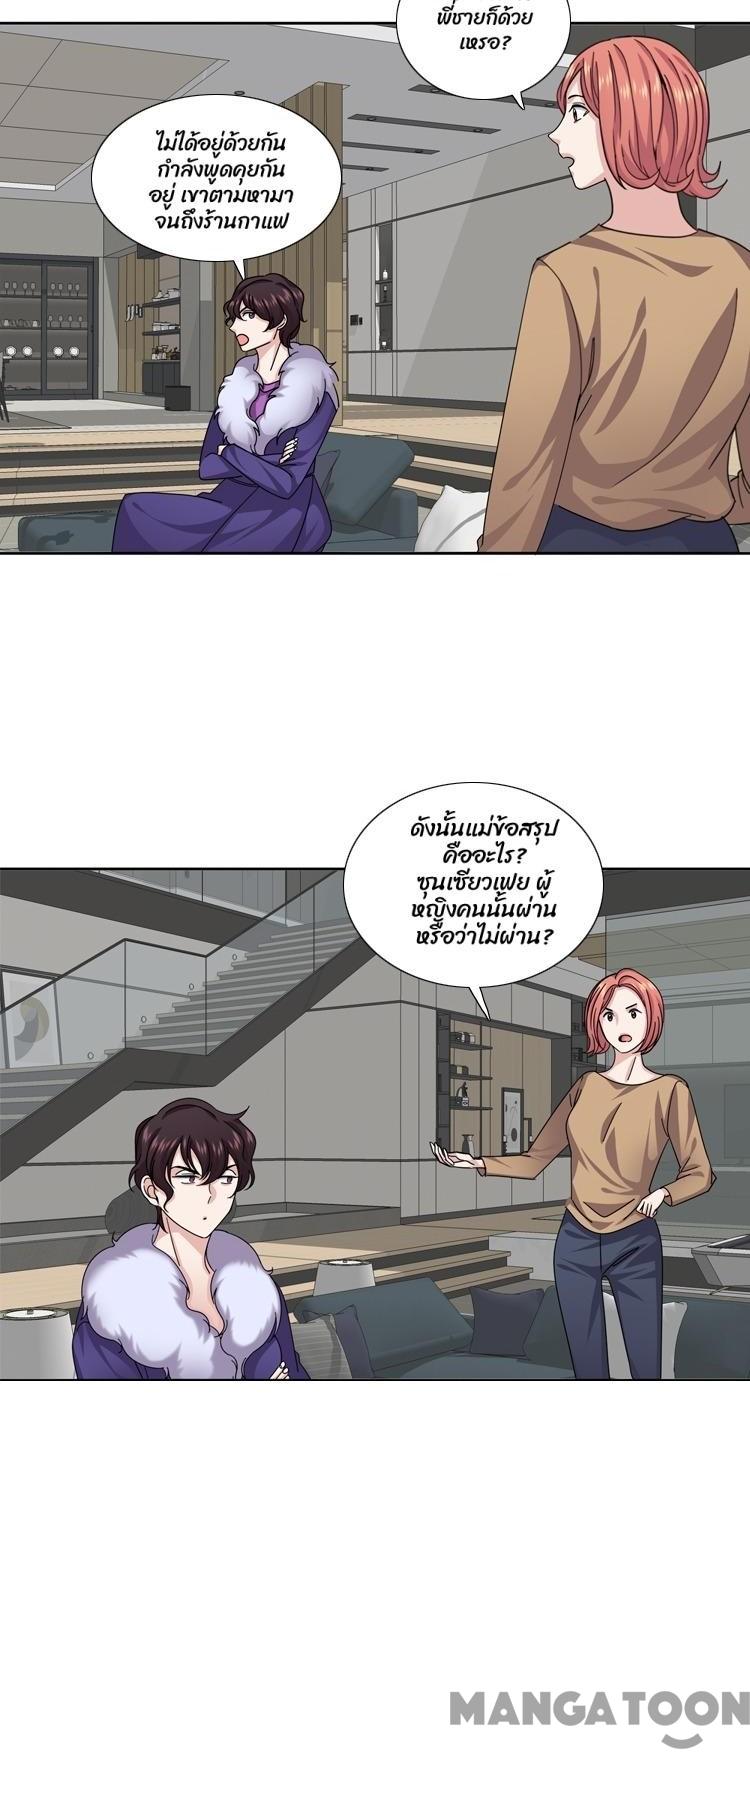 พี่ชายก็ด้วย
เหรอ?
ไม่ได้อยู่ด้วยกัน
กำลังพูดคุยกัน
อยู่ เขาตามหามา
จนถึงร้านกาแฟ
ดังนั้นแม่ข้อสรุป
คืออะไร?
ซุนเซียวเฟย ผู้
หญิงคนนั้นผ่าน
หรือว่าไม่ผ่าน?
MANGATOON